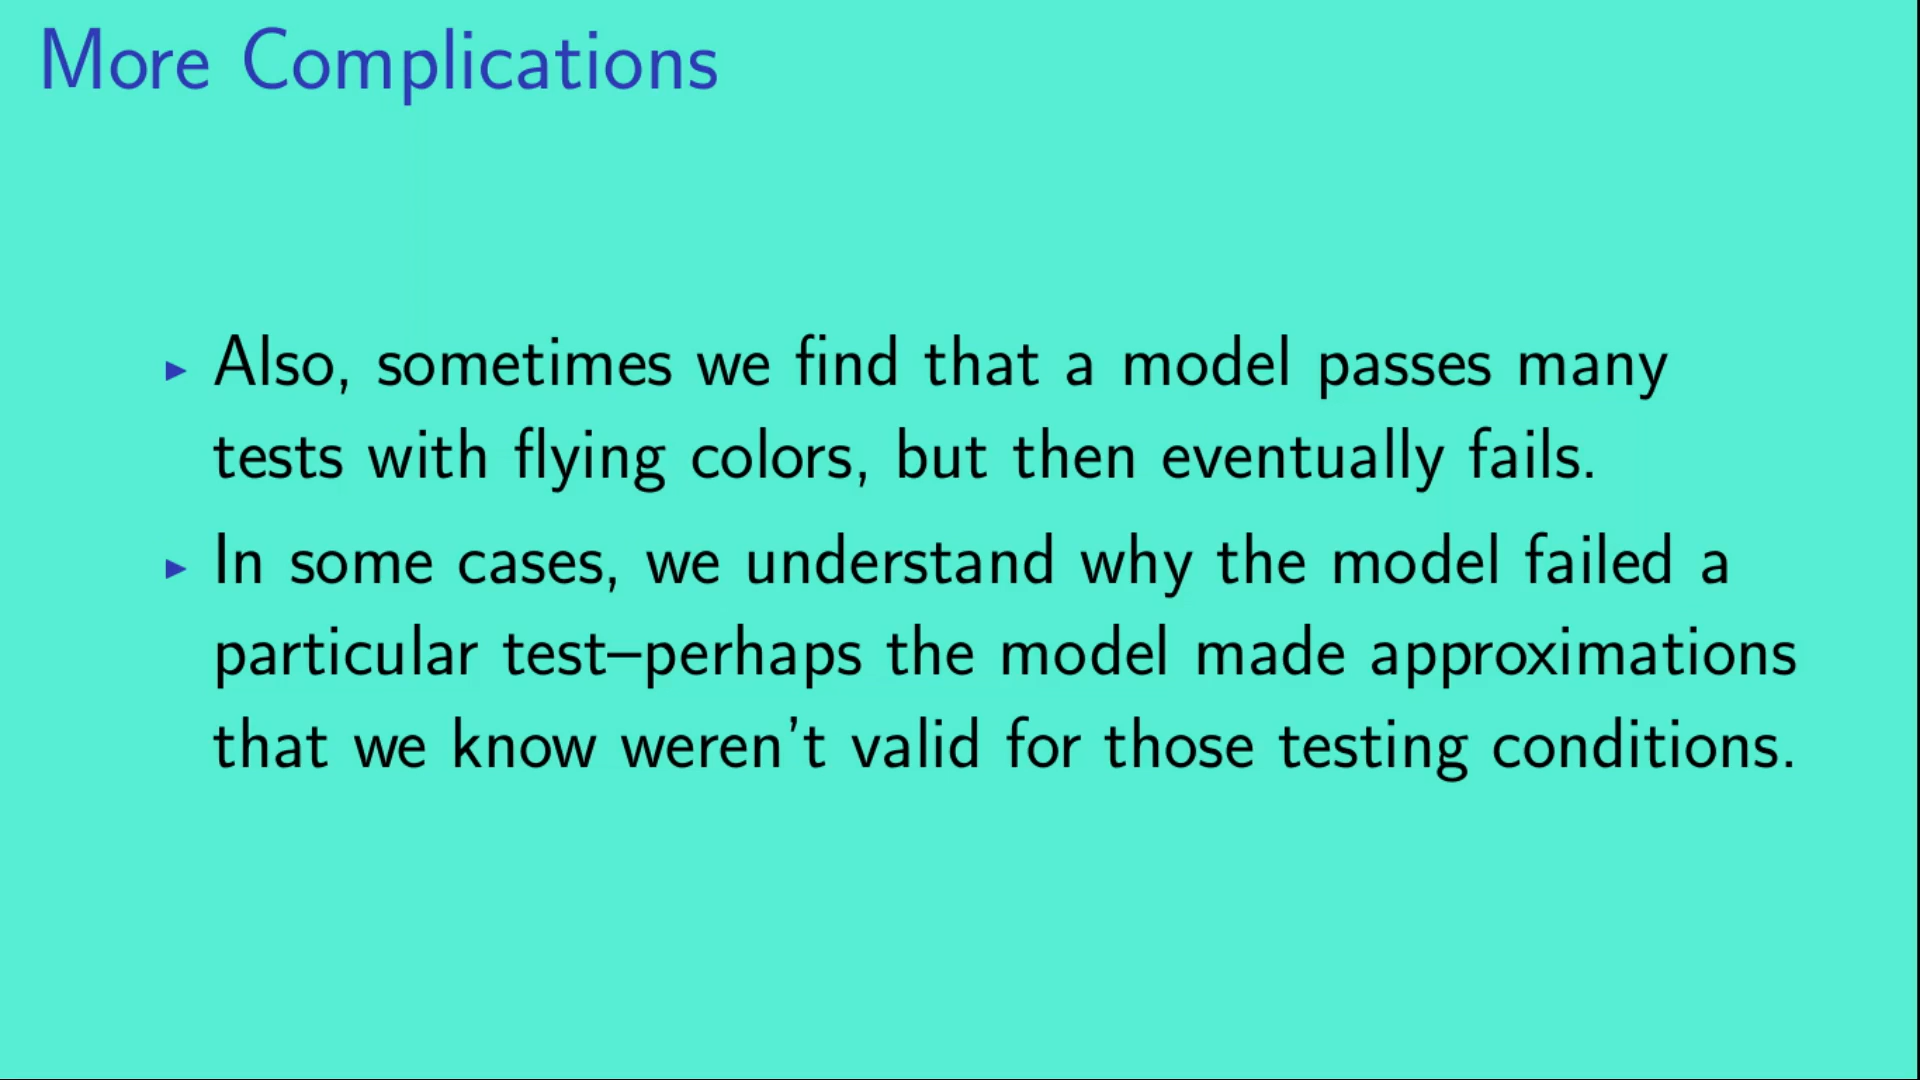 More Complications
▸ Also, sometimes we find that a model passes many
tests with flying colors, but then eventually fails.
▸ In some cases, we understand why the model failed a
particular test–perhaps the model made approximations
that we know weren't valid for those testing conditions.